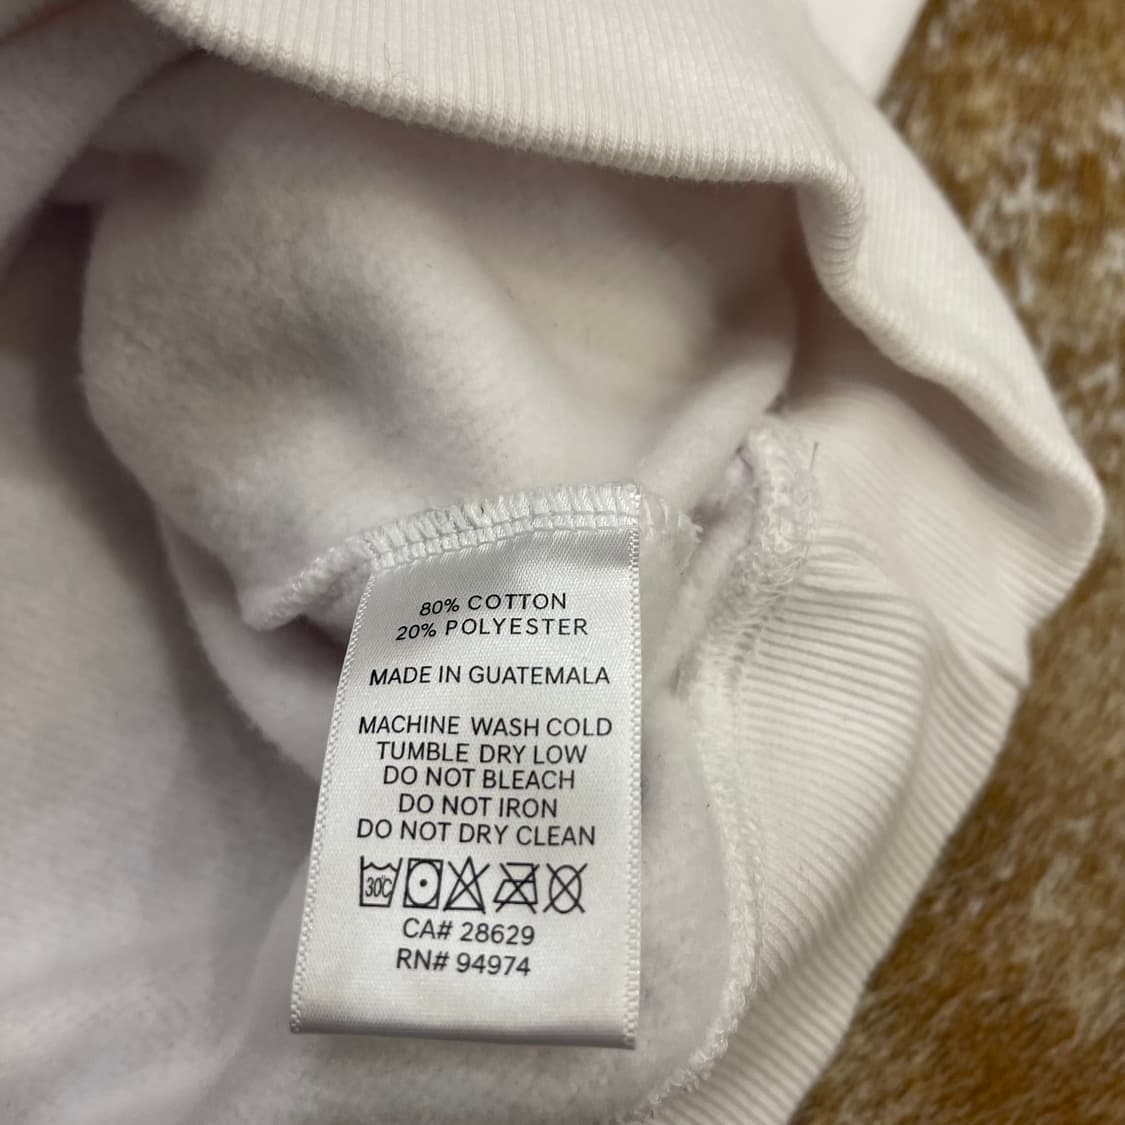 80% COTTON
20% POLYESTER
MADE IN GUATEMALA
MACHINE WASH COLD
TUMBLE DRY LOW
DO NOT BLEACH
DO NOT IRON
DO NOT DRY CLEAN
30C
CA# 28629
RN# 94974